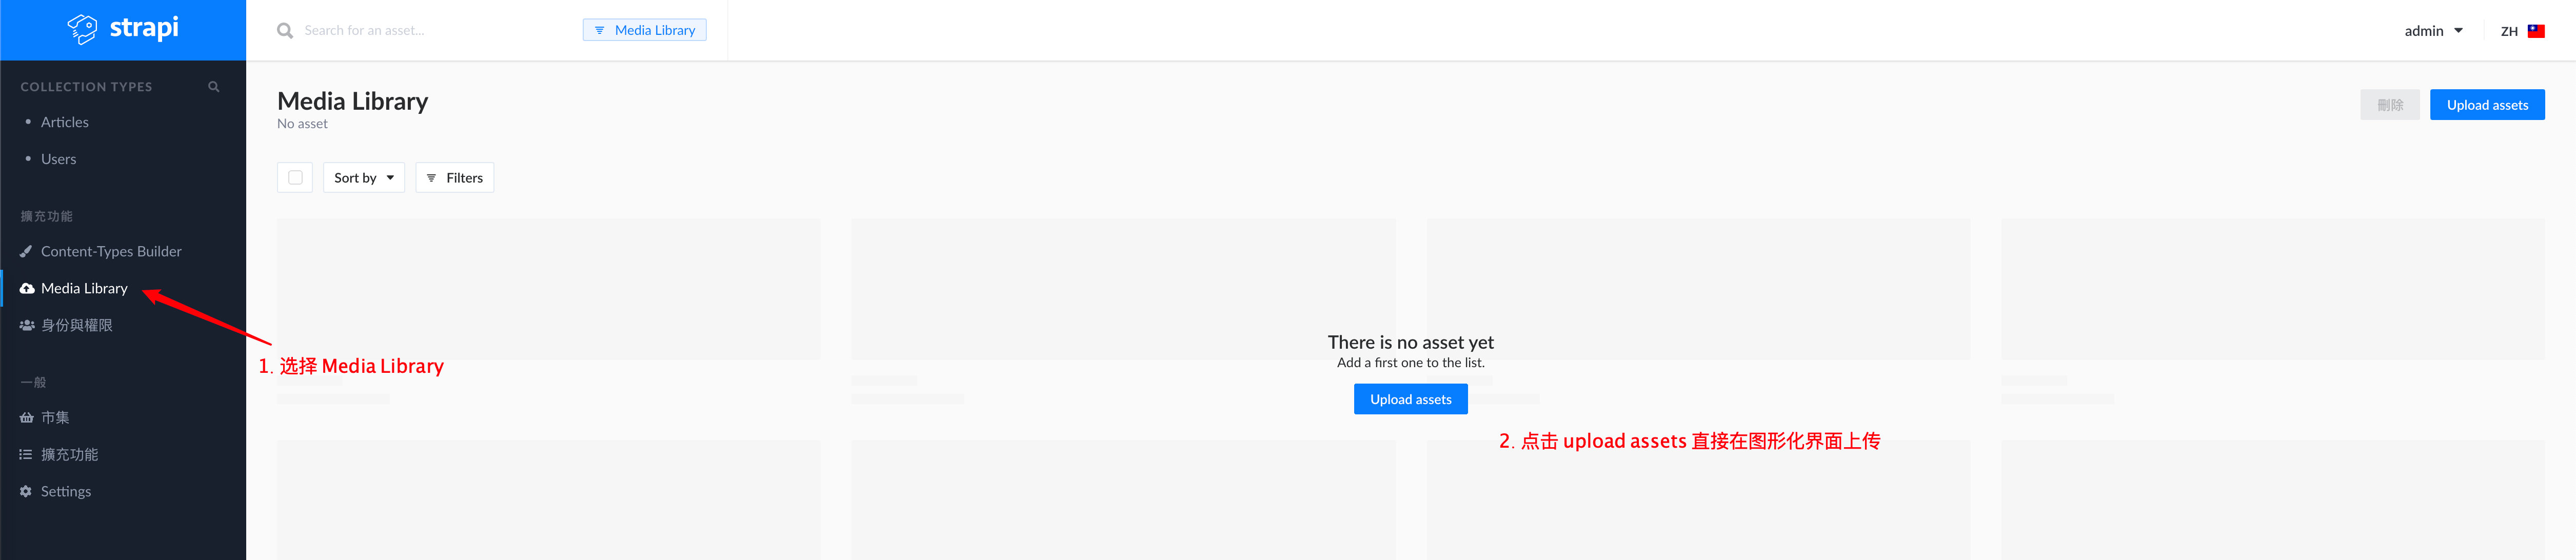 strapi
Search for an asset...
Media Library
admin
ZH
COLLECTION TYPES
Articles
Users
擴充功能
Content-Types Builder
Media Library
身份與權限
一般
市集
擴充功能
Settings
Media Library
No asset
刪除
Upload assets
Sort by
Filters
There is no asset yet
Add a first one to the list.
Upload assets
1. 选择 Media Library
2. 点击 upload assets 直接在图形化界面上传